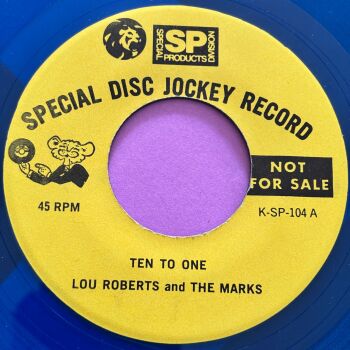 SPECIAL SP DIVISION
PRODUCTS
SPECIAL DISC JOCKEY RECORD
NOT
FOR SALE
45 RPM
K-SP-104 A
TEN TO ONE
LOU ROBERTS and THE MARKS